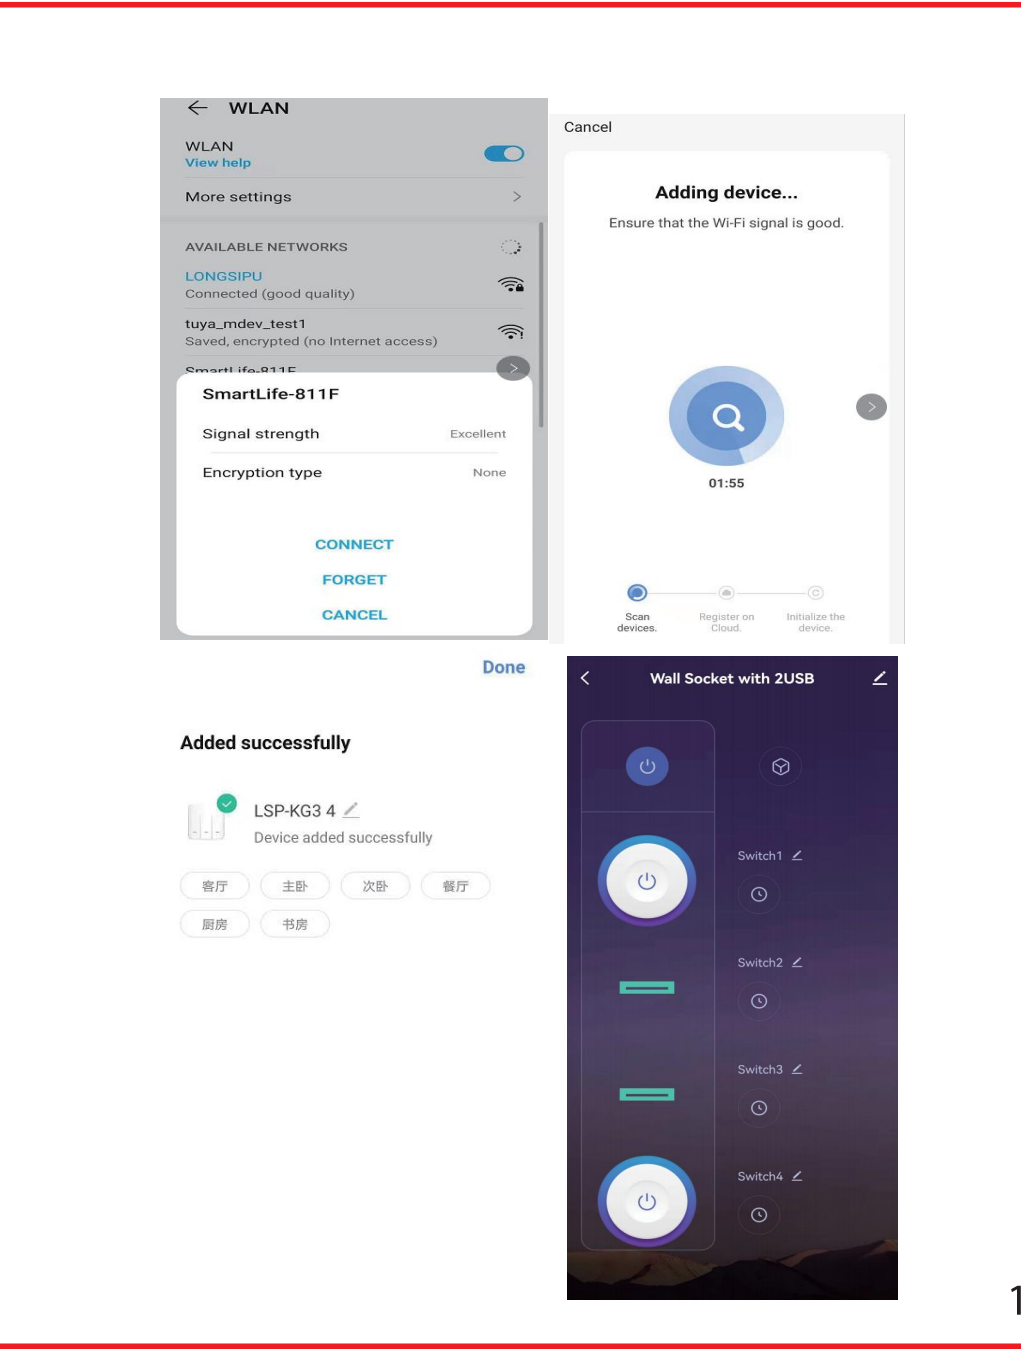 WLAN
WLAN
View help
More settings
AVAILABLE NETWORKS
LONGSIPU
Connected (good quality)
tuya_mdev_test1
Saved, encrypted (no Internet access)
SmartLife-811F
SmartLife-811F
Signal strength Excellent
Encryption type None
CONNECT
FORGET
CANCEL
Cancel
Adding device...
Ensure that the Wi-Fi signal is good.
01:55
Scan devices.
Register on Cloud.
Initialize the device.
Done
Added successfully
LSP-KG3 4
Device added successfully
客厅 主卧 次卧 餐厅
厨房 书房
Wall Socket with 2USB
Switch1
Switch2
Switch3
Switch4
1